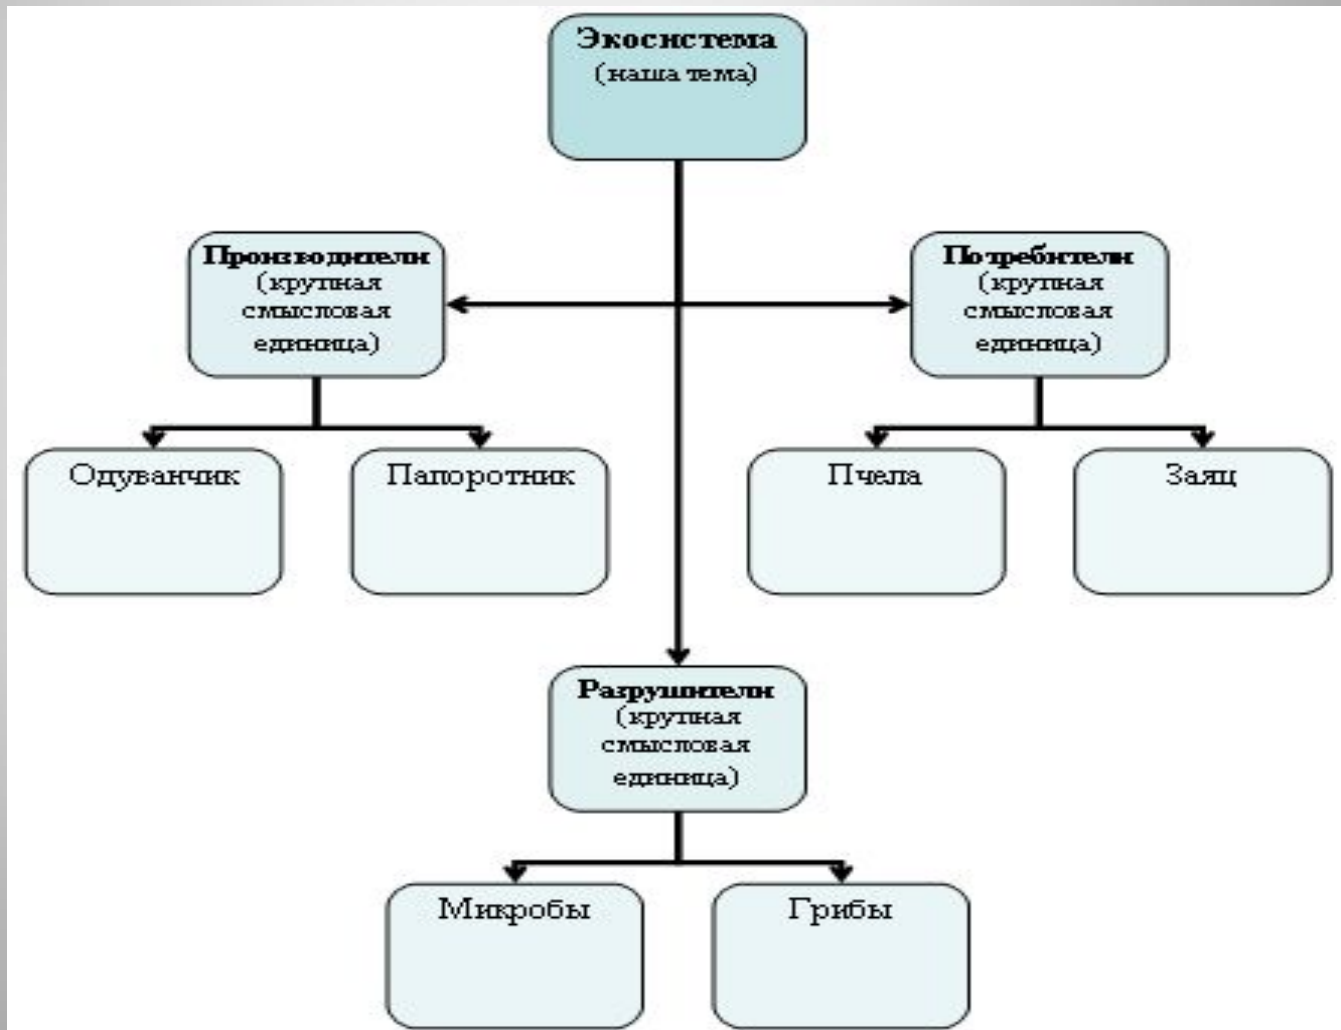 Экосистема
(наша тема)
Производители
(крупная
смысловая
единица)
Потребители
(крупная
смысловая
единица)
Одуванчик
Папоротник
Пчела
Заяц
Разрушители
(крупная
смысловая
единица)
Микробы
Грибы